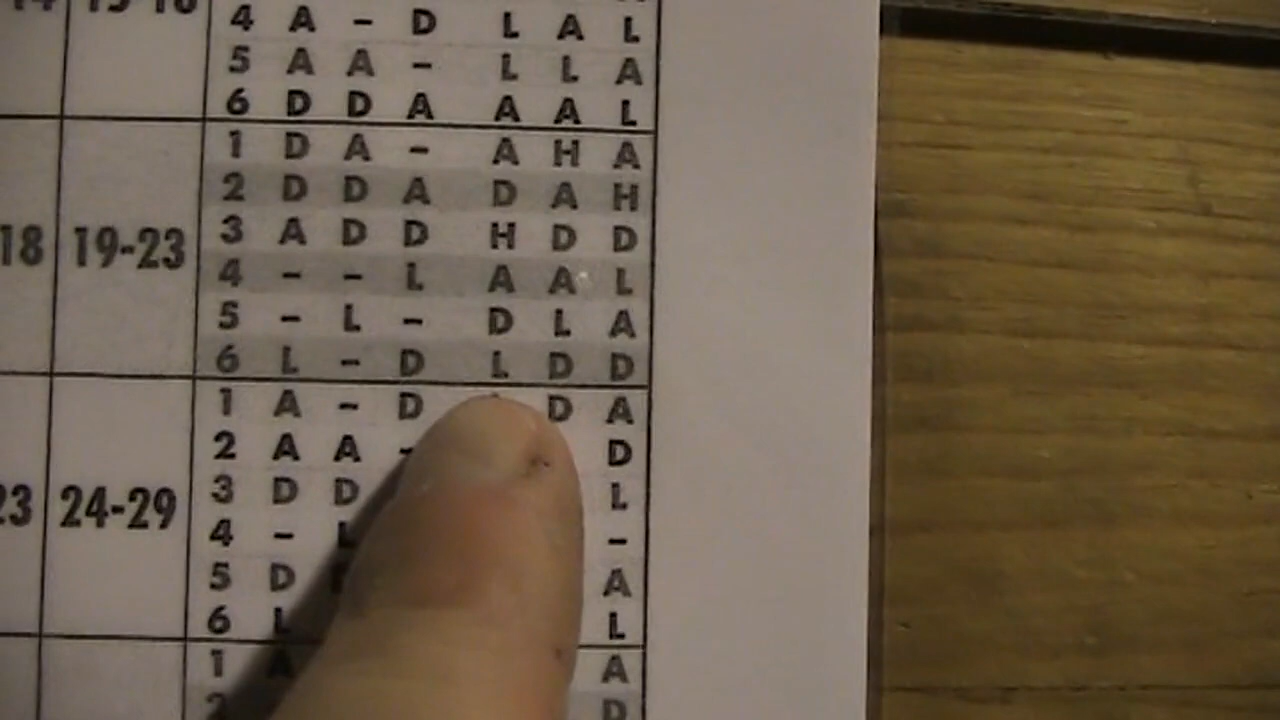 4 A - D L A L
5 A A - L L A
6 D D A A A L
1 D A - A H A
2 D D A D A H
18 19-23 3 A D D H D D
4 - - L A A L
5 - L - D L A
6 L - D L D D
1 A - D D A
2 A A D
23 24-29 3 D D L
4 - L -
5 D A
6 L L
1 A A
2 D